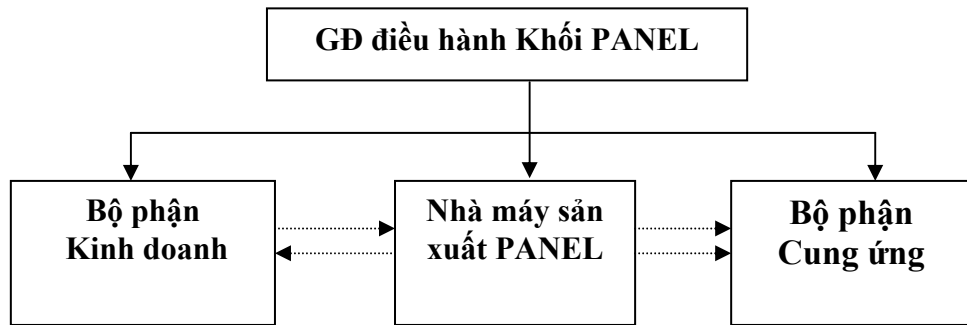 GĐ điều hành Khối PANEL
Bộ phận
Kinh doanh
Nhà máy sản
xuất PANEL
Bộ phận
Cung ứng